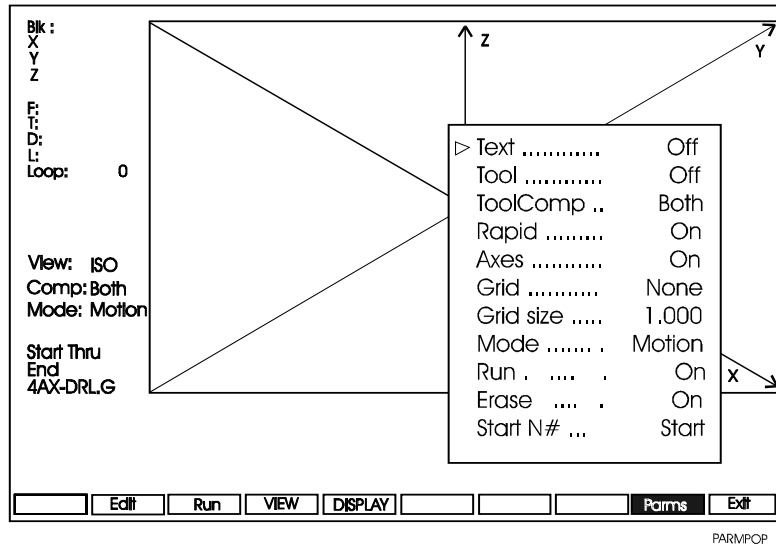 Blk :
X
Y
Z
F:
T:
D:
L:
Loop: 0
View: ISO
Comp: Both
Mode: Motion
Start Thru
End
4AX-DRL.G
Z
Y
X
Text ............ Off
Tool ............ Off
ToolComp .. Both
Rapid ......... On
Axes ........... On
Grid ........... None
Grid size ..... 1.000
Mode ....... . Motion
Run . .... . On
Erase .... . On
Start N# ... Start
Edit Run VIEW DISPLAY Parms Exit
PARMPOP